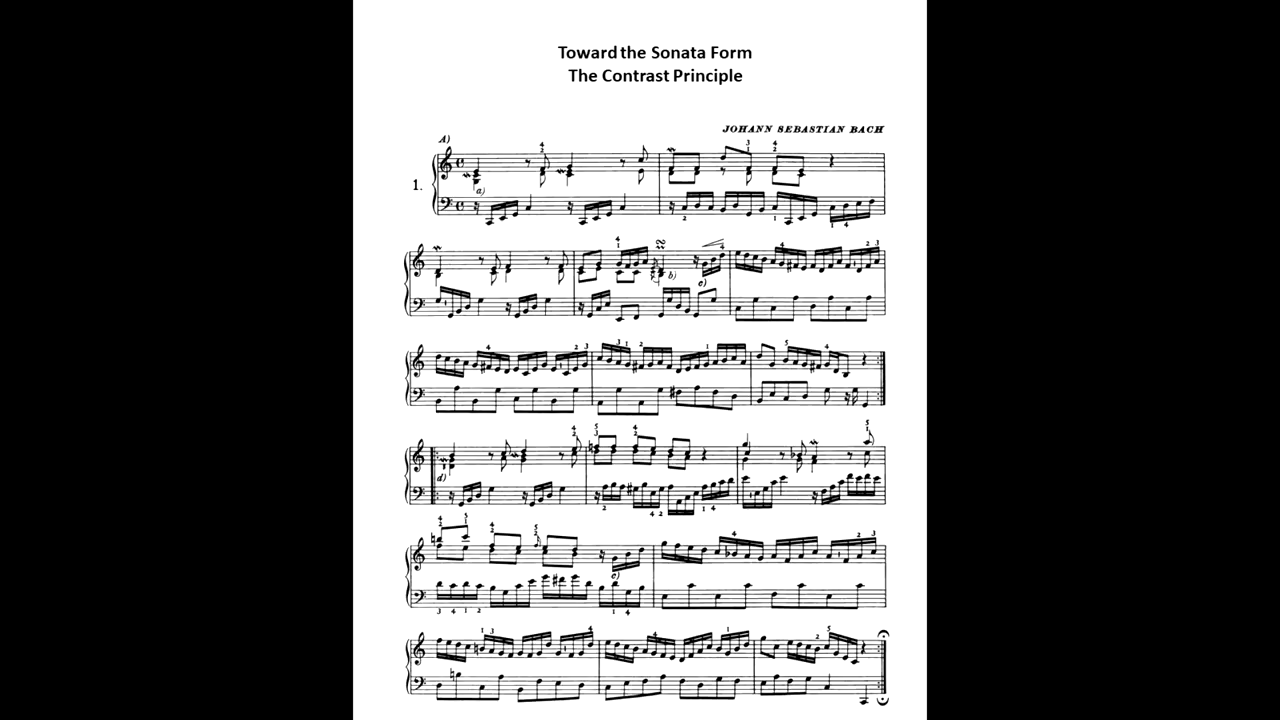 Toward the Sonata Form
The Contrast Principle
JOHANN SEBASTIAN BACH
A)
1.
a)
b)
c)
d)
e)